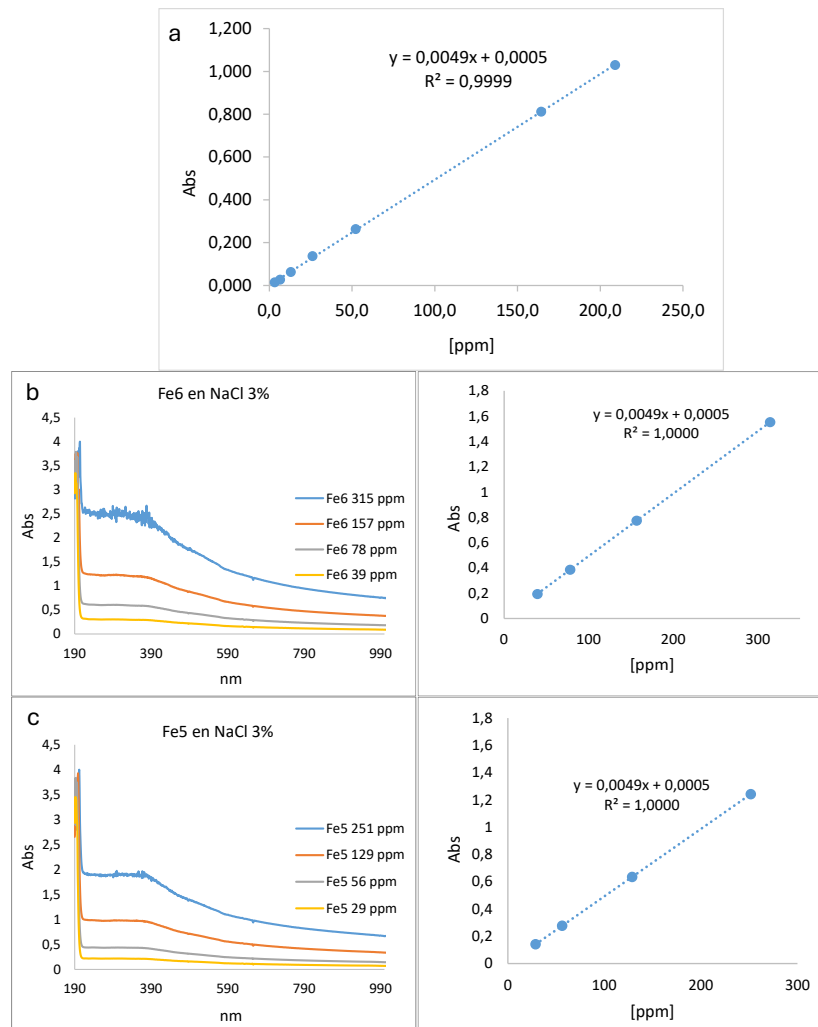 a
y = 0,0049x + 0,0005
R² = 0,9999
1,200
1,000
0,800
0,600
0,400
0,200
0,000
Abs
0,0 50,0 100,0 150,0 200,0 250,0
[ppm]
b
Fe6 en NaCl 3%
4,5
4
3,5
3
2,5
2
1,5
1
0,5
0
Abs
Fe6 315 ppm
Fe6 157 ppm
Fe6 78 ppm
Fe6 39 ppm
190 390 590 790 990
nm
y = 0,0049x + 0,0005
R² = 1,0000
1,8
1,6
1,4
1,2
1
0,8
0,6
0,4
0,2
0
Abs
0 100 200 300
[ppm]
c
Fe5 en NaCl 3%
4,5
4
3,5
3
2,5
2
1,5
1
0,5
0
Abs
Fe5 251 ppm
Fe5 129 ppm
Fe5 56 ppm
Fe5 29 ppm
190 390 590 790 990
nm
y = 0,0049x + 0,0005
R² = 1,0000
1,8
1,6
1,4
1,2
1
0,8
0,6
0,4
0,2
0
Abs
0 100 200 300
[ppm]